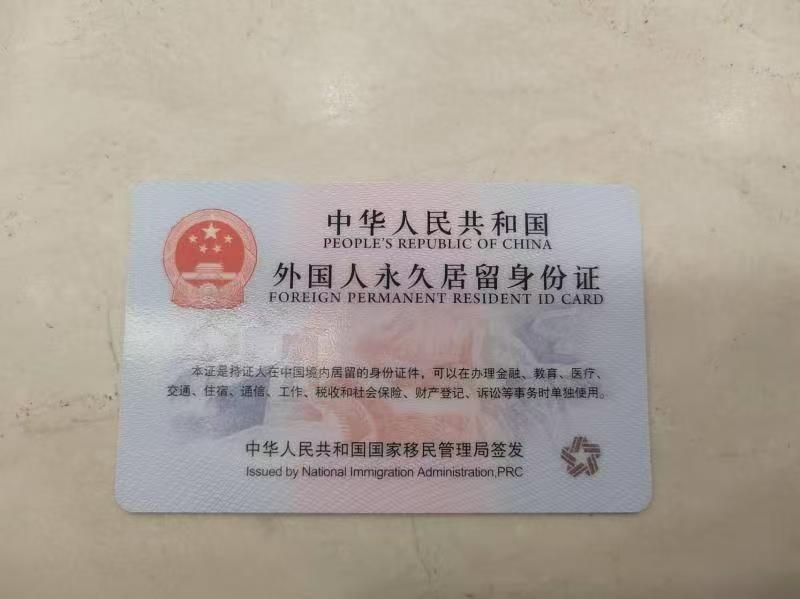 中华人民共和国
PEOPLE'S REPUBLIC OF CHINA
外国人永久居留身份证
FOREIGN PERMANENT RESIDENT ID CARD
本证是持证人在中国境内居留的身份证件，可以在办理金融、教育、医疗、
交通、住宿、通信、工作、税收和社会保险、财产登记、诉讼等事务时单独使用。
中华人民共和国国家移民管理局签发
Issued by National Immigration Administration,PRC